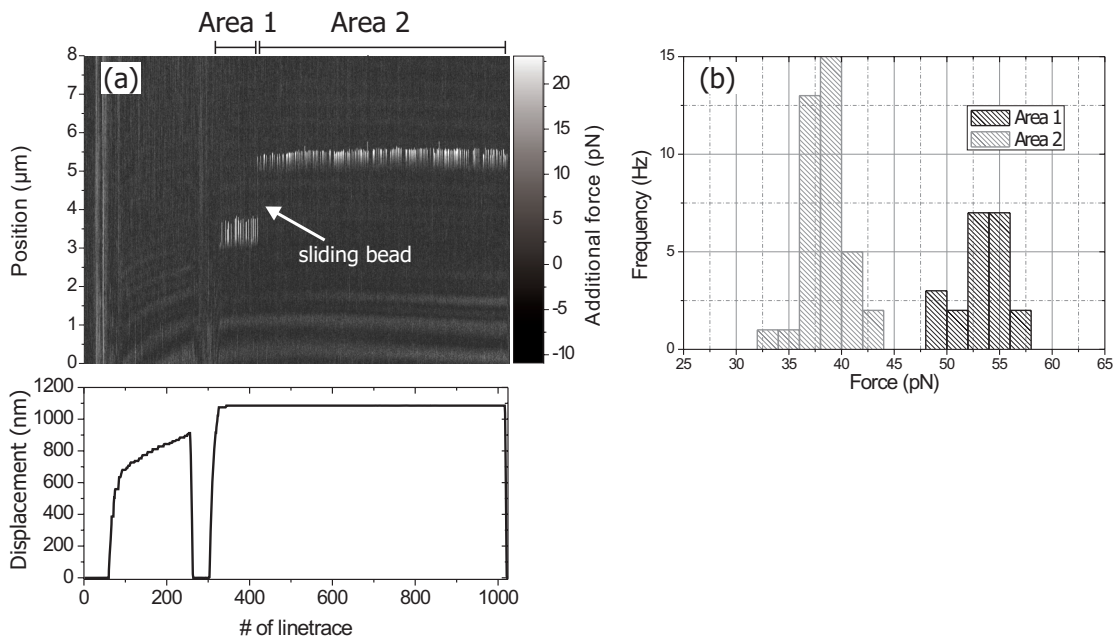 Area 1 Area 2
(a)
8
7
6
5
4
3
2
1
0
Position (µm)
sliding bead
20
15
10
5
0
-5
-10
Additional force (pN)
1200
1000
800
600
400
200
0
Displacement (nm)
0 200 400 600 800 1000
# of linetrace
(b)
15
10
5
0
Frequency (Hz)
Area 1
Area 2
25 30 35 40 45 50 55 60 65
Force (pN)